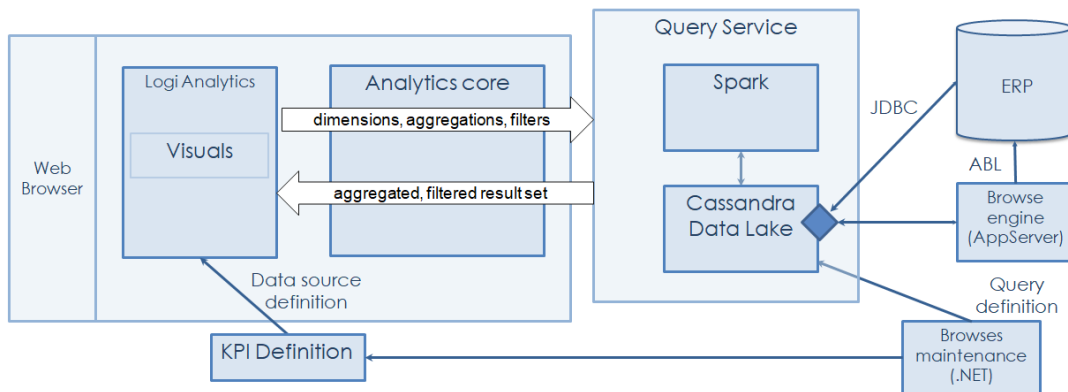 Query Service
Logi Analytics
Analytics core
Spark
ERP
JDBC
dimensions, aggregations, filters
Visuals
Web
Browser
ABL
aggregated, filtered result set
Cassandra
Data Lake
Browse
engine
(AppServer)
Data source
definition
Query
definition
KPI Definition
Browses
maintenance
(.NET)